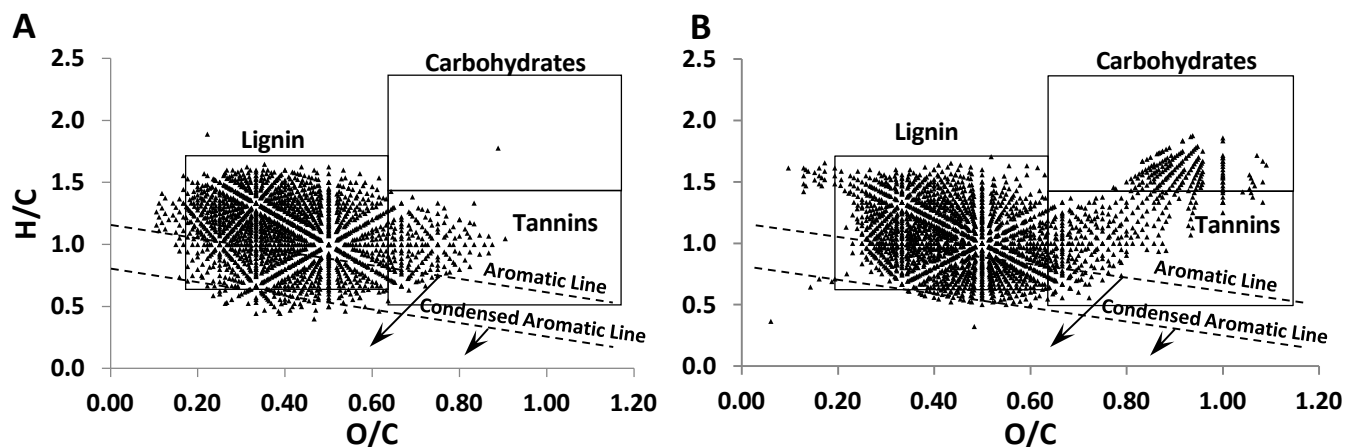 A
2.5
2.0
1.5
1.0
0.5
0.0
H/C
Carbohydrates
Lignin
Tannins
Aromatic Line
Condensed Aromatic Line
0.00 0.20 0.40 0.60 0.80 1.00 1.20
O/C
B
2.5
2.0
1.5
1.0
0.5
0.0
Carbohydrates
Lignin
Tannins
Aromatic Line
Condensed Aromatic Line
0.00 0.20 0.40 0.60 0.80 1.00 1.20
O/C